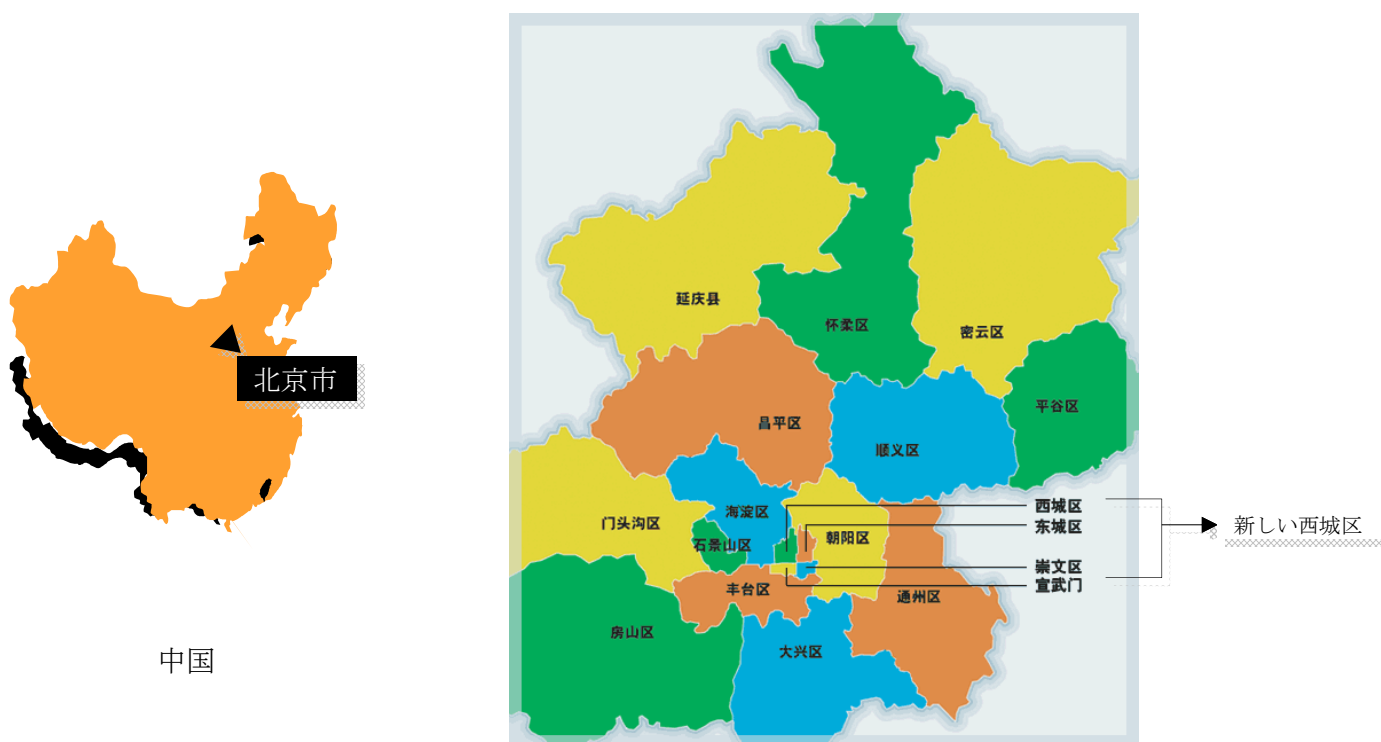 北京市
中国
延庆县
怀柔区
密云区
平谷区
昌平区
顺义区
海淀区
门头沟区
石景山区
朝阳区
西城区
东城区
崇文区
宣武门
新しい西城区
丰台区
通州区
房山区
大兴区